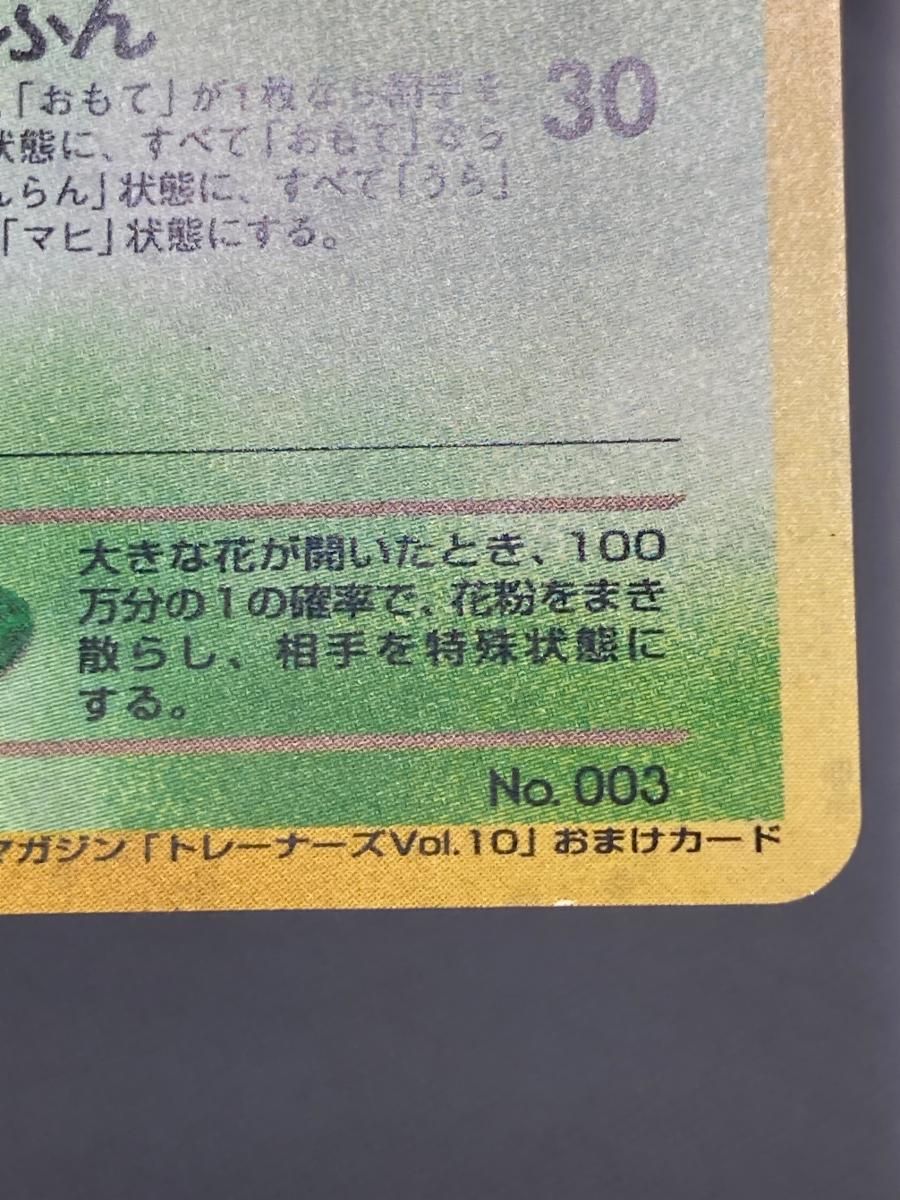 ふん
30
「おもて」が1枚なら相手を
状態に、すべて「おもて」なら
んらん」状態に、すべて「うら」
「マヒ」状態にする。
大きな花が開いたとき、100
万分の1の確率で、花粉をまき
散らし、相手を特殊状態に
する。
No. 003
マガジン「トレーナーズVol.10」おまけカード